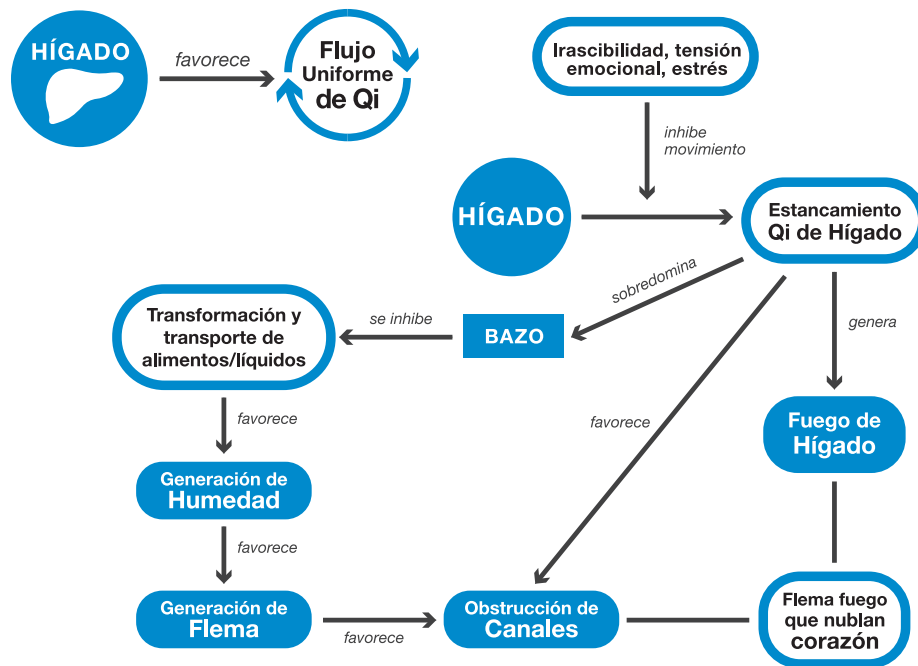 HÍGADO
favorece
Flujo
Uniforme
de Qi
Irascibilidad, tensión
emocional, estrés
inhibe
movimiento
HÍGADO
Estancamiento
Qi de Hígado
sobredomina
BAZO
se inhibe
Transformación y
transporte de
alimentos/líquidos
genera
favorece
favorece
Fuego de
Hígado
Generación de
Humedad
favorece
Generación de
Flema
favorece
Obstrucción de
Canales
Flema fuego
que nublan
corazón